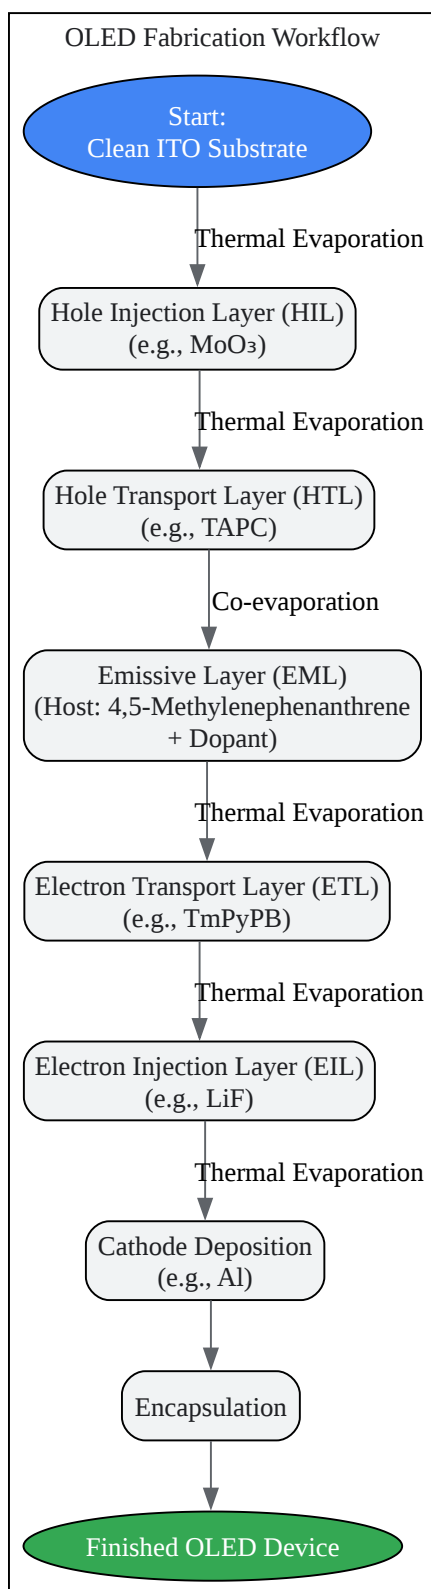 OLED Fabrication Workflow
Start:
Clean ITO Substrate
Thermal Evaporation
Hole Injection Layer (HIL)
(e.g., MoO₃)
Thermal Evaporation
Hole Transport Layer (HTL)
(e.g., TAPC)
Co-evaporation
Emissive Layer (EML)
(Host: 4,5-Methylenephenanthrene
+ Dopant)
Thermal Evaporation
Electron Transport Layer (ETL)
(e.g., TmPyPB)
Thermal Evaporation
Electron Injection Layer (EIL)
(e.g., LiF)
Thermal Evaporation
Cathode Deposition
(e.g., Al)
Encapsulation
Finished OLED Device